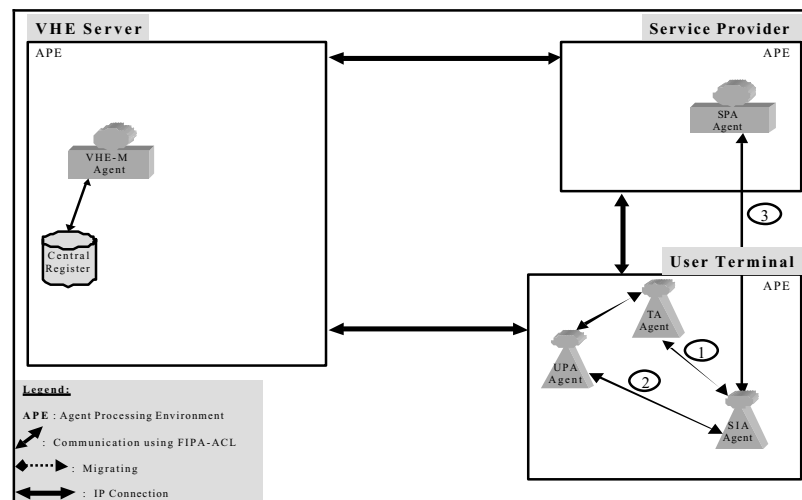 VHE Server
APE
VHE-M
Agent
Central
Register
Service Provider
APE
SPA
Agent
3
User Terminal
APE
TA
Agent
1
UPA
Agent
2
SIA
Agent
Legend:
APE : Agent Processing Environment
: Communication using FIPA-ACL
: Migrating
: IP Connection